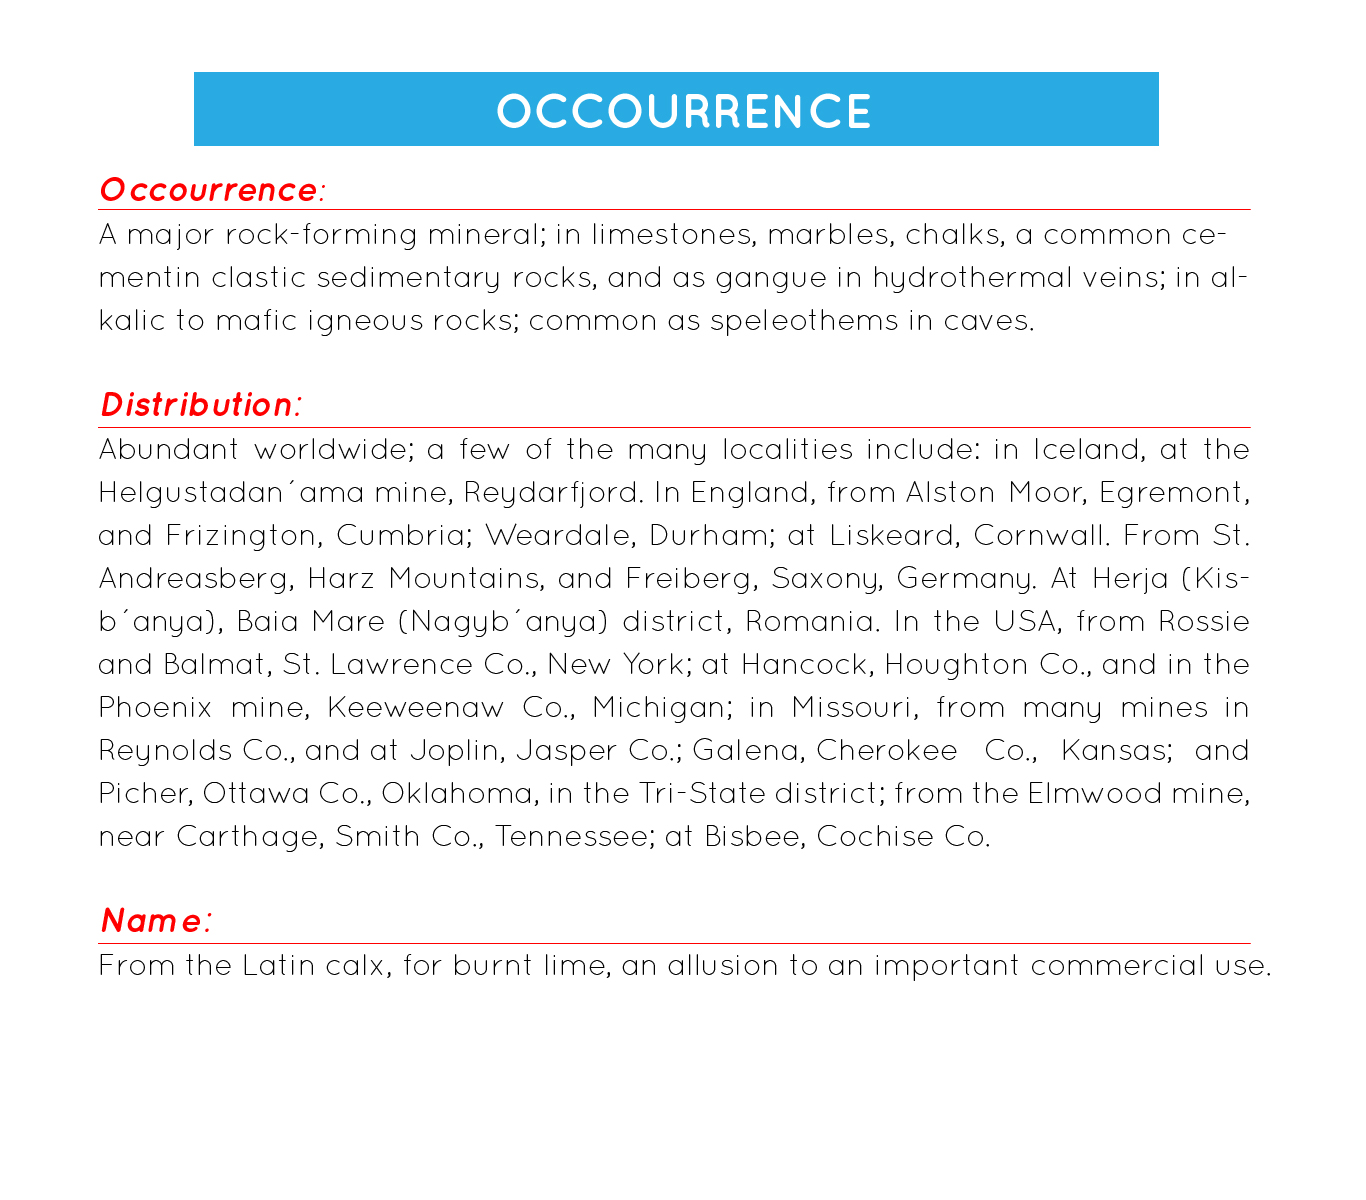 OCCOURRENCE
Occourrence:
A major rock-forming mineral; in limestones, marbles, chalks, a common ce-
mentin clastic sedimentary rocks, and as gangue in hydrothermal veins; in al-
kalic to mafic igneous rocks; common as speleothems in caves.
Distribution:
Abundant worldwide; a few of the many localities include: in Iceland, at the
Helgustadan´ama mine, Reydarfjord. In England, from Alston Moor, Egremont,
and Frizington, Cumbria; Weardale, Durham; at Liskeard, Cornwall. From St.
Andreasberg, Harz Mountains, and Freiberg, Saxony, Germany. At Herja (Kis-
b´anya), Baia Mare (Nagyb´anya) district, Romania. In the USA, from Rossie
and Balmat, St. Lawrence Co., New York; at Hancock, Houghton Co., and in the
Phoenix mine, Keeweenaw Co., Michigan; in Missouri, from many mines in
Reynolds Co., and at Joplin, Jasper Co.; Galena, Cherokee Co., Kansas; and
Picher, Ottawa Co., Oklahoma, in the Tri-State district; from the Elmwood mine,
near Carthage, Smith Co., Tennessee; at Bisbee, Cochise Co.
Name:
From the Latin calx, for burnt lime, an allusion to an important commercial use.